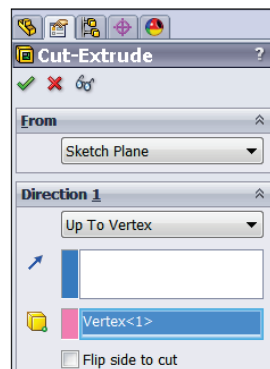 Cut-Extrude ?
From
Sketch Plane
Direction 1
Up To Vertex
Vertex<1>
Flip side to cut